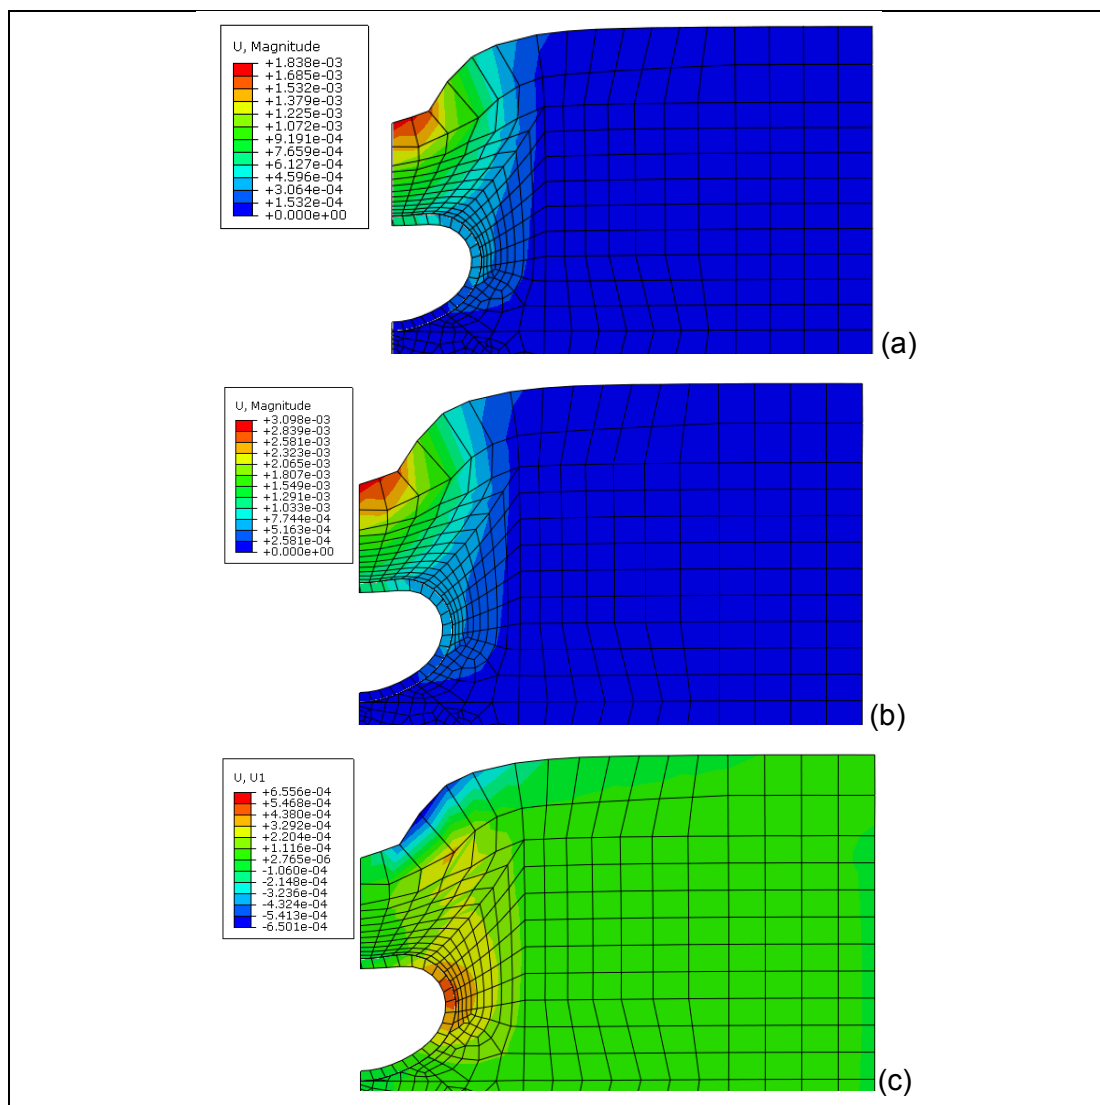 U, Magnitude
+1.838e-03
+1.685e-03
+1.532e-03
+1.379e-03
+1.225e-03
+1.072e-03
+9.191e-04
+7.659e-04
+6.127e-04
+4.596e-04
+3.064e-04
+1.532e-04
+0.000e+00
(a)
U, Magnitude
+3.098e-03
+2.839e-03
+2.581e-03
+2.323e-03
+2.065e-03
+1.807e-03
+1.549e-03
+1.291e-03
+1.033e-03
+7.744e-04
+5.163e-04
+2.581e-04
+0.000e+00
(b)
U, U1
+6.556e-04
+5.468e-04
+4.380e-04
+3.292e-04
+2.204e-04
+1.116e-04
+2.765e-06
-1.060e-04
-2.148e-04
-3.236e-04
-4.324e-04
-5.413e-04
-6.501e-04
(c)